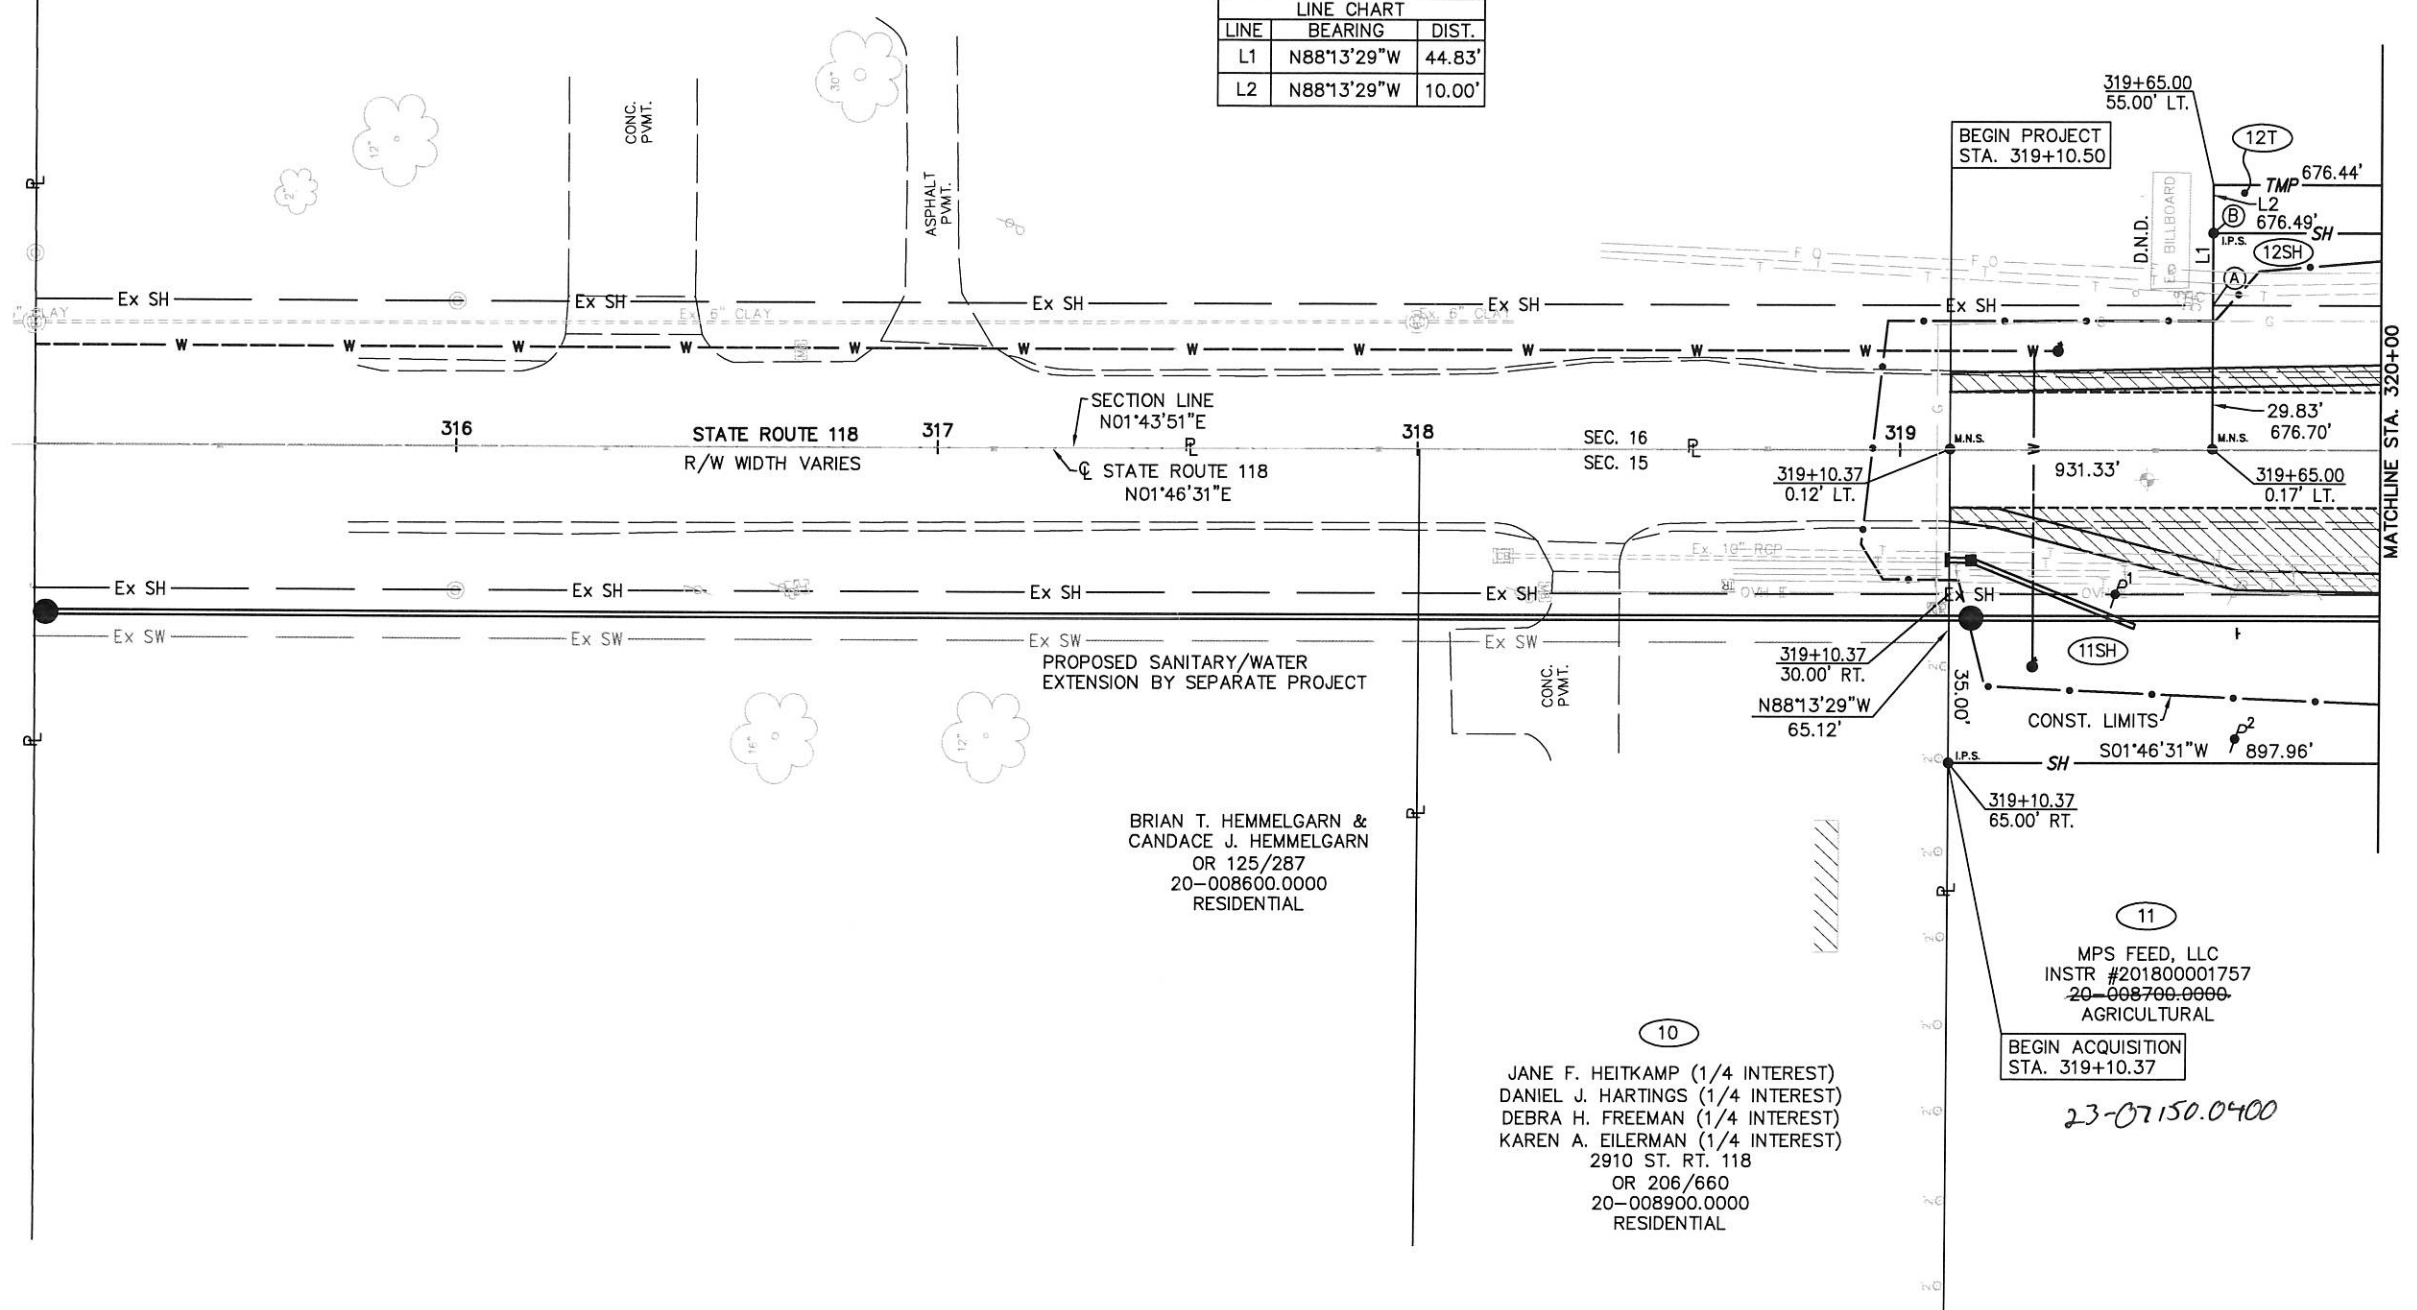 LINE CHART
LINE BEARING DIST.
L1 N88°13'29"W 44.83'
L2 N88°13'29"W 10.00'
319+65.00
55.00' LT.
BEGIN PROJECT
STA. 319+10.50
12T
TMP 676.44'
L2
B
676.49' SH
I.P.S.
12SH
L1
A
D.N.D.
Ex BILLBOARD
MATCHLINE STA. 320+00
2"
12"
CONC.
PVMT.
30"
ASPHALT
PVMT.
F O F O
T T T T T T
Ex SH Ex SH Ex SH Ex SH Ex SH
CLAY Ex. 6" CLAY Ex. 6" CLAY G G
W W W W W W W W W W W W
SECTION LINE
N01°43'51"E
316 STATE ROUTE 118 317 318 319
R/W WIDTH VARIES
℄ STATE ROUTE 118
N01°46'31"E
SEC. 16
SEC. 15
M.N.S. M.N.S.
G
W
29.83'
676.70'
931.33'
319+10.37
0.12' LT.
319+65.00
0.17' LT.
Ex. 10" RCP
T T T T T
Ex SH Ex SH Ex SH Ex SH OVH E Ex SH
P1
Ex SW Ex SW Ex SW Ex SW
PROPOSED SANITARY/WATER
EXTENSION BY SEPARATE PROJECT
11SH
319+10.37
30.00' RT.
N88°13'29"W
65.12'
35.00'
CONST. LIMITS
P2
S01°46'31"W 897.96'
I.P.S. SH
16"
12"
CONC.
PVMT.
319+10.37
65.00' RT.
BRIAN T. HEMMELGARN &
CANDACE J. HEMMELGARN
OR 125/287
20-008600.0000
RESIDENTIAL
11
MPS FEED, LLC
INSTR #201800001757
20-008700.0000
AGRICULTURAL
BEGIN ACQUISITION
STA. 319+10.37
23-07150.0400
10
JANE F. HEITKAMP (1/4 INTEREST)
DANIEL J. HARTINGS (1/4 INTEREST)
DEBRA H. FREEMAN (1/4 INTEREST)
KAREN A. EILERMAN (1/4 INTEREST)
2910 ST. RT. 118
OR 206/660
20-008900.0000
RESIDENTIAL